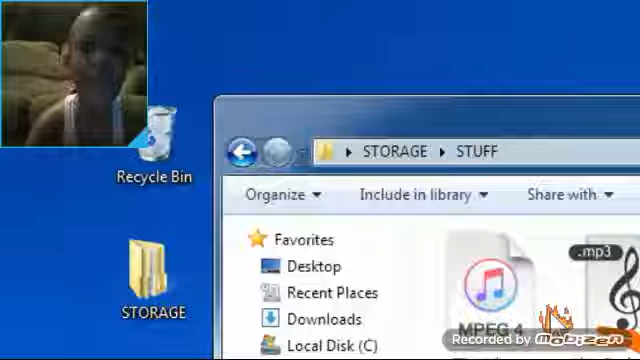 Recycle Bin
STORAGE
STORAGE STUFF
Organize Include in library Share with
Favorites
Desktop
Recent Places
Downloads
Local Disk (C)
MPEG 4
.mp3
Recorded by mobizen